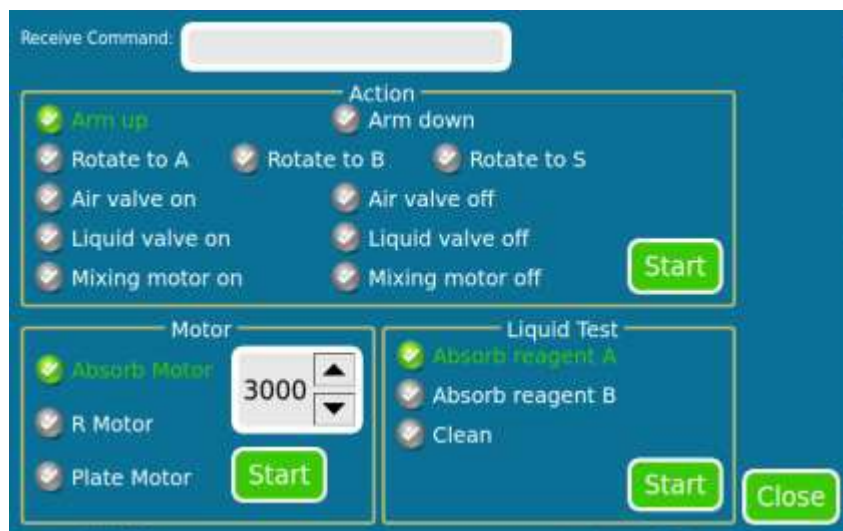 Receive Command:
Action
Arm up Arm down
Rotate to A Rotate to B Rotate to S
Air valve on Air valve off
Liquid valve on Liquid valve off
Mixing motor on Mixing motor off
Start
Motor
Absorb Motor
3000
R Motor
Plate Motor
Start
Liquid Test
Absorb reagent A
Absorb reagent B
Clean
Start
Close